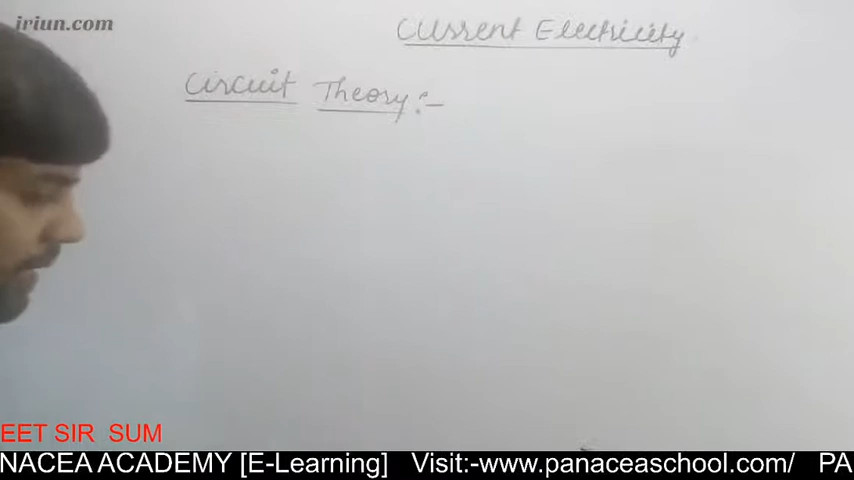 iriun.com
Current Electricity
Circuit Theory:-
EET SIR SUM
NACEA ACADEMY [E-Learning] Visit:-www.panaceaschool.com/ PA